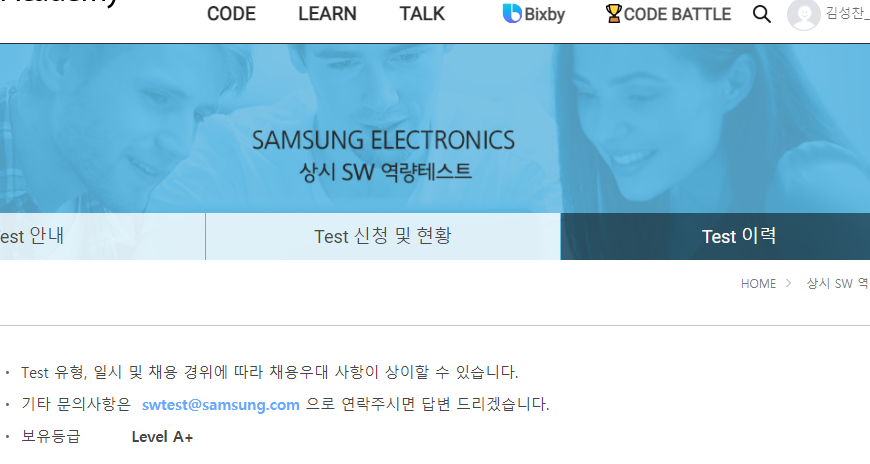 CODE LEARN TALK Bixby CODE BATTLE 김성찬_
SAMSUNG ELECTRONICS
상시 SW 역량테스트
est 안내 Test 신청 및 현황 Test 이력
HOME > 상시 SW 역
• Test 유형, 일시 및 채용 경위에 따라 채용우대 사항이 상이할 수 있습니다.
• 기타 문의사항은 swtest@samsung.com 으로 연락주시면 답변 드리겠습니다.
• 보유등급 Level A+